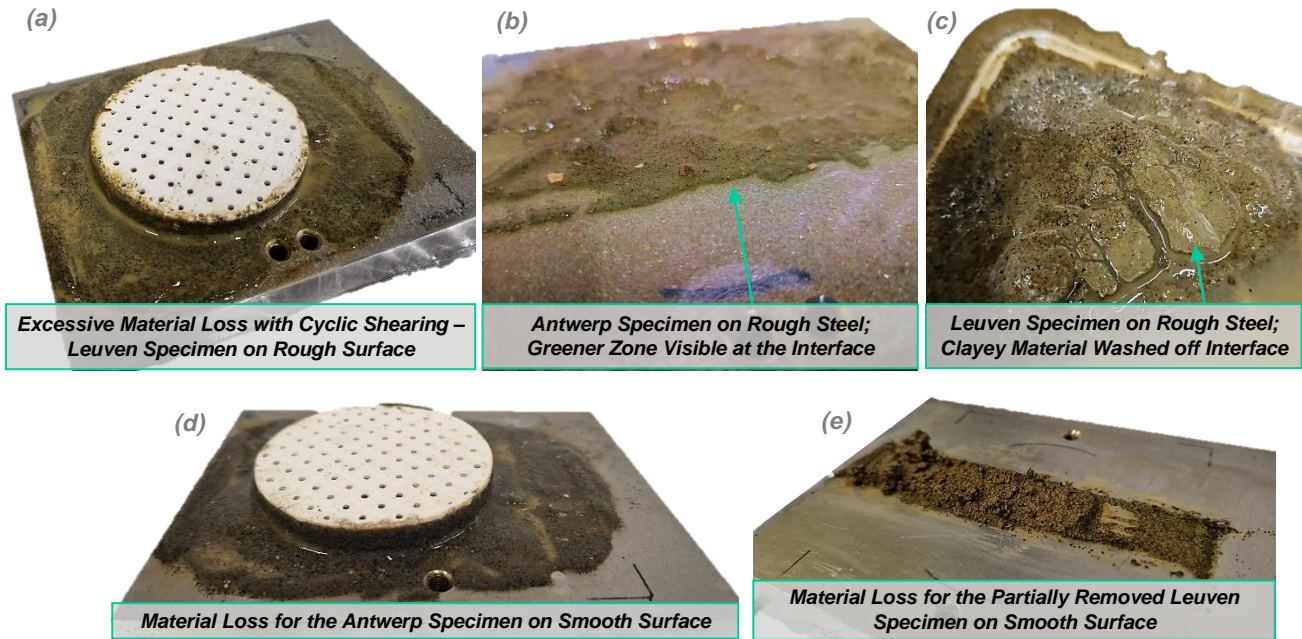 (a)
(b)
(c)
Excessive Material Loss with Cyclic Shearing –
Leuven Specimen on Rough Surface
Antwerp Specimen on Rough Steel;
Greener Zone Visible at the Interface
Leuven Specimen on Rough Steel;
Clayey Material Washed off Interface
(d)
(e)
Material Loss for the Antwerp Specimen on Smooth Surface
Material Loss for the Partially Removed Leuven
Specimen on Smooth Surface